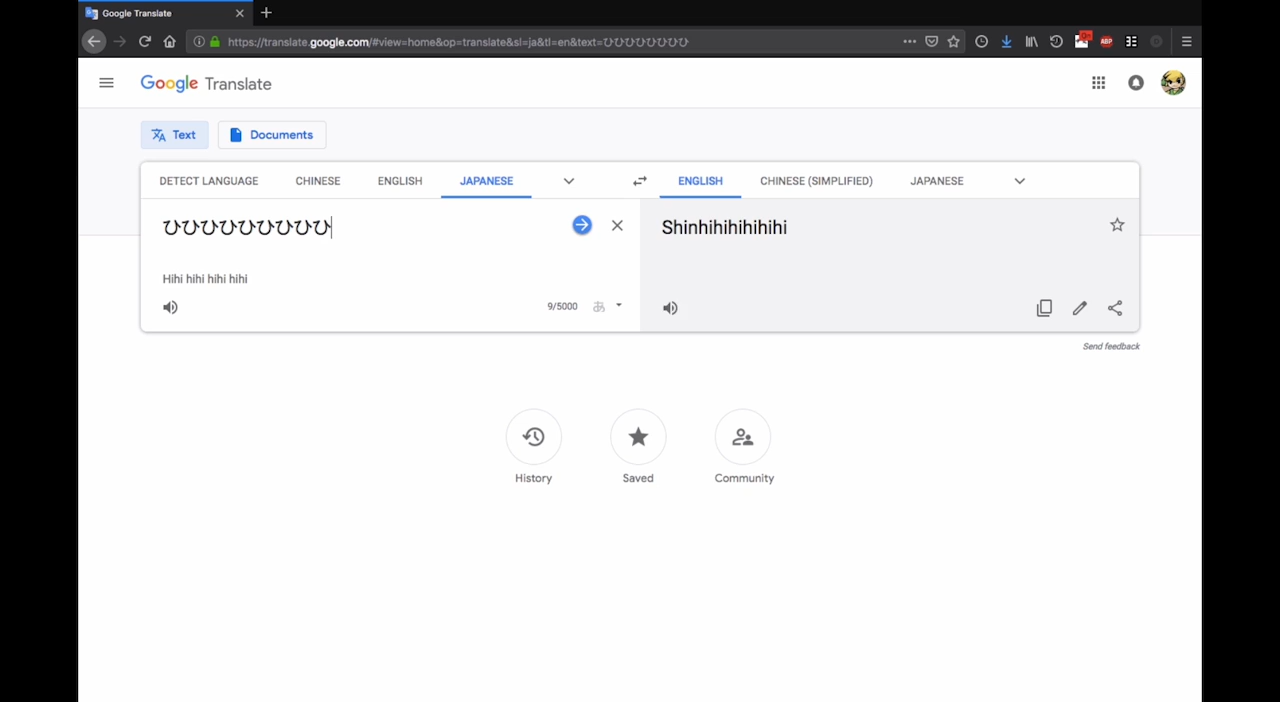 Google Translate
https://translate.google.com/#view=home&op=translate&sl=ja&tl=en&text=ひひひひひひひひ
9+
ABP
Google Translate
Text
Documents
DETECT LANGUAGE CHINESE ENGLISH JAPANESE
ENGLISH CHINESE (SIMPLIFIED) JAPANESE
ひひひひひひひひひ
Shinhihihihihihi
Hihi hihi hihi hihi
9/5000
あ
Send feedback
History
Saved
Community